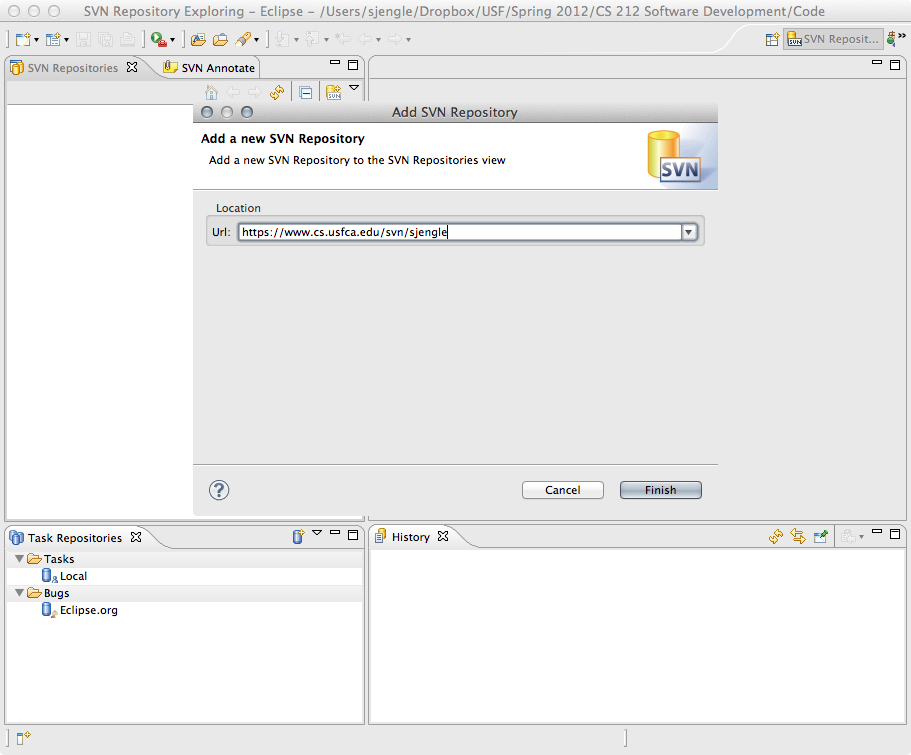 SVN Repository Exploring – Eclipse – /Users/sjengle/Dropbox/USF/Spring 2012/CS 212 Software Development/Code
SVN Reposit...
SVN Repositories
SVN Annotate
SVN
Add SVN Repository
Add a new SVN Repository
Add a new SVN Repository to the SVN Repositories view
SVN
Location
Url: https://www.cs.usfca.edu/svn/sjengle
?
Cancel
Finish
Task Repositories
Tasks
Local
Bugs
Eclipse.org
History